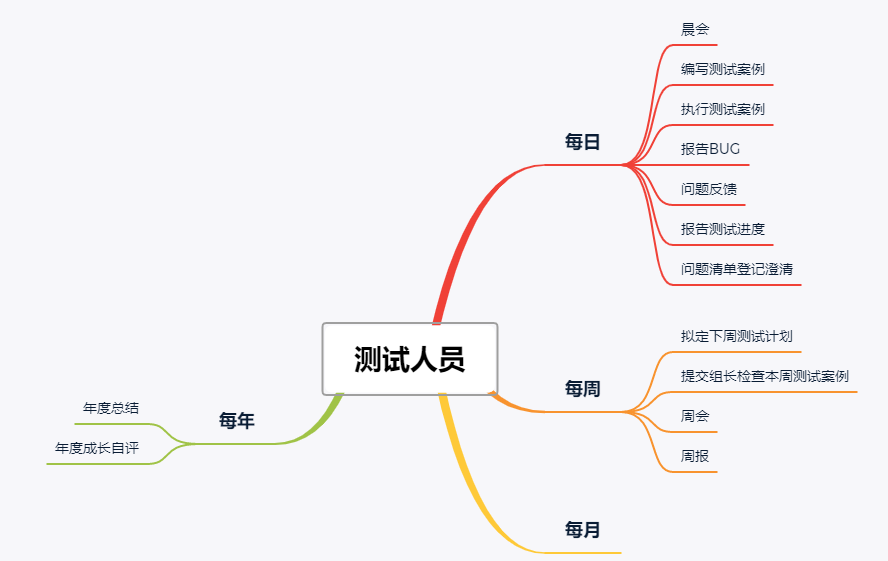 测试人员
每日
晨会
编写测试案例
执行测试案例
报告BUG
问题反馈
报告测试进度
问题清单登记澄清
每周
拟定下周测试计划
提交组长检查本周测试案例
周会
周报
每月
每年
年度总结
年度成长自评